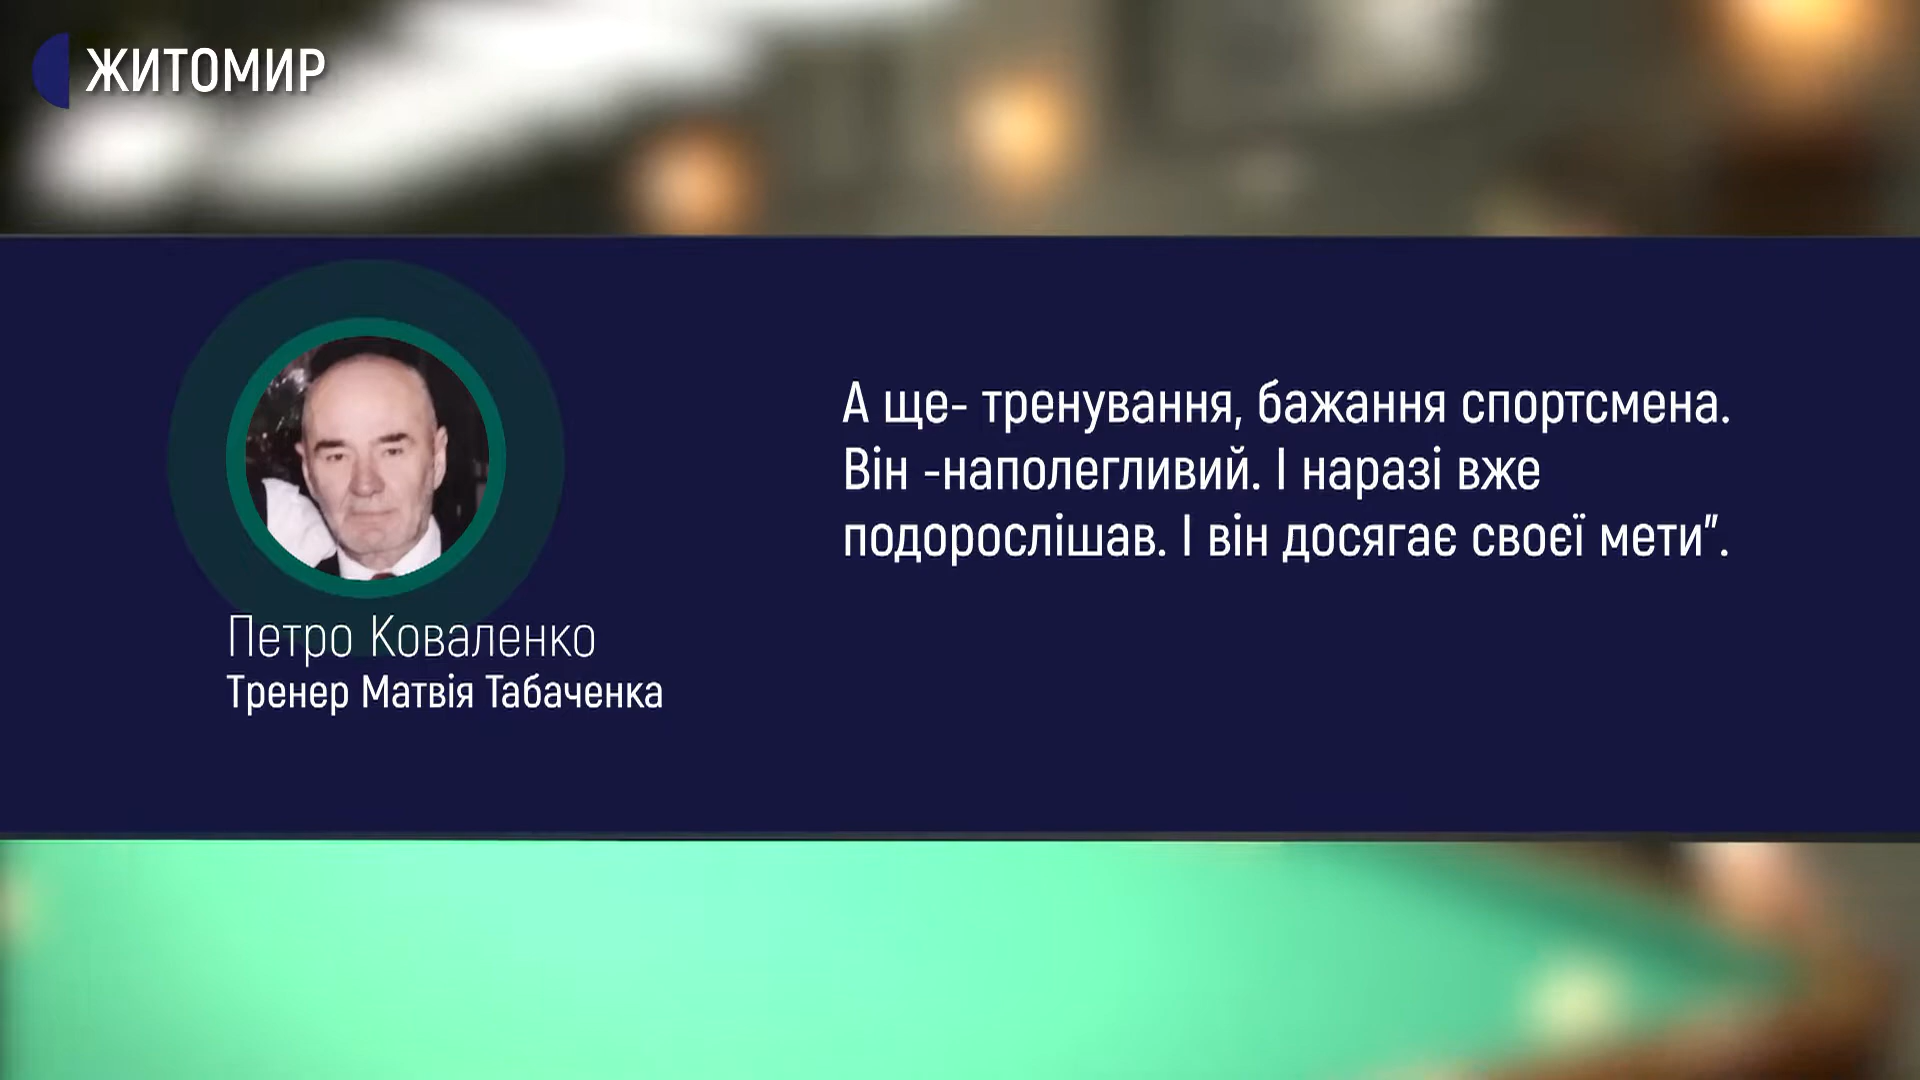 ЖИТОМИР
А ще- тренування, бажання спортсмена.
Він -наполегливий. І наразі вже
подорослішав. І він досягає своєї мети”.
Петро Коваленко
Тренер Матвія Табаченка